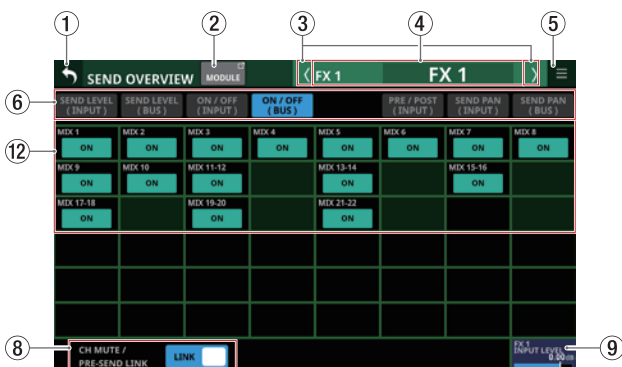 1 2 3 4 5
SEND OVERVIEW MODULE FX 1 FX 1
6
SEND LEVEL (INPUT) SEND LEVEL (BUS) ON / OFF (INPUT) ON / OFF (BUS) PRE / POST (INPUT) SEND PAN (INPUT) SEND PAN (BUS)
12
MIX 1 MIX 2 MIX 3 MIX 4 MIX 5 MIX 6 MIX 7 MIX 8
ON ON ON ON ON ON ON ON
MIX 9 MIX 10 MIX 11-12 MIX 13-14 MIX 15-16
ON ON ON ON ON
MIX 17-18 MIX 19-20 MIX 21-22
ON ON ON
8 9
CH MUTE /
PRE-SEND LINK
LINK
FX 1
INPUT LEVEL
0.00 dB